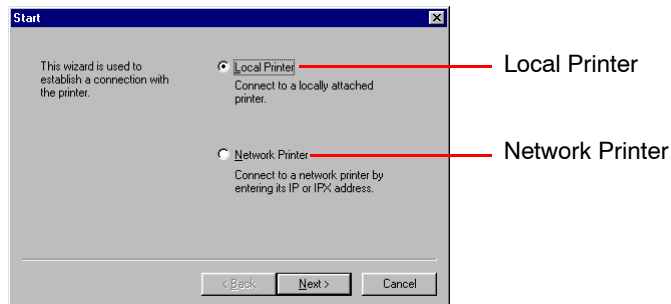 Start
This wizard is used to
establish a connection with
the printer.
Local Printer
Connect to a locally attached
printer.
Network Printer
Connect to a network printer by
entering its IP or IPX address.
< Back
Next >
Cancel
Local Printer
Network Printer